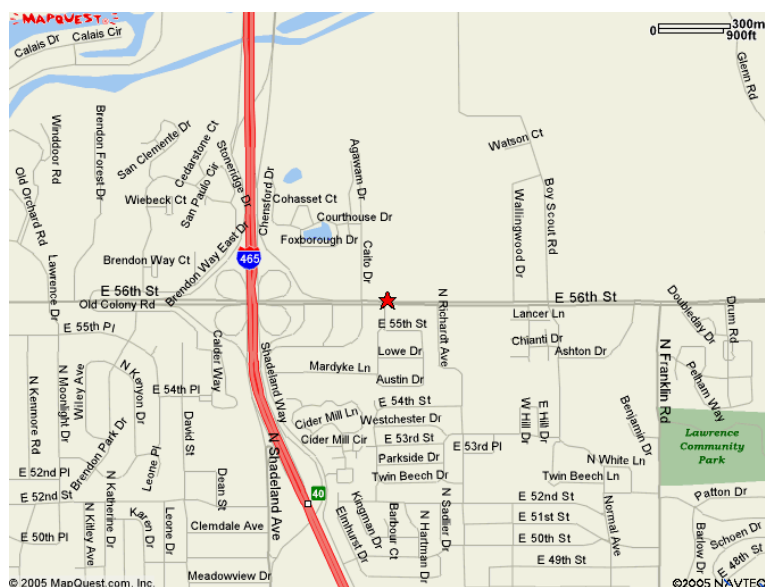 MAPQUEST
300m
900ft
0
Calais Cir
Calais Dr
Glenn Rd
Winddoor Rd
Brendon Forest Dr
San Clemente Dr
Cedarstone Ct
Stoneridge Dr
San Paulo Cir
Wiebeck Ct
Chensford Dr
Agawam Dr
Watson Ct
Boy Scout Rd
Wallingwood Dr
Old Orchard Rd
Cohasset Ct
Courthouse Dr
Foxborough Dr
Caito Dr
Brendon Way East Dr
Brendon Way Ct
465
Lawrence Dr
E 56th St
Old Colony Rd
E 56th St
N Richardt Ave
Doubleday Dr
Drum Rd
E 55th Pl
E 55th St
Lancer Ln
Chianti Dr
Ashton Dr
Calder Way
Shadeland Way
Lowe Dr
Mardyke Ln
Austin Dr
N Franklin Rd
Pelham Way
N Kenmore Rd
N Moonlight Dr
Wiley Ave
N Kenyon Dr
E 54th Pl
E 54th St
Cider Mill Ln
Westchester Dr
W Hill Dr
E Hill Dr
Benjamin Dr
Brendon Park Dr
Leone Pl
David St
N Shadeland Ave
Cider Mill Cir
E 53rd St
E 53rd Pl
Parkside Dr
N White Ln
Lawrence
Community
Park
E 52nd Pl
Twin Beech Dr
Twin Beech Ln
Dean St
E 52nd St
N Katherine Dr
40
N Sadlier Dr
E 52nd St
Patton Dr
Karen Dr
Leone Dr
Clemdale Ave
Kingman Dr
Elmhurst Dr
Barbour Ct
N Hartman Dr
E 51st St
Normal Ave
E 50th Pl
N Kiley Ave
E 50th St
Barlow Dr
Schoen Dr
E 48th St
E 49th St
Meadowview Dr
© 2005 MapQuest.com, Inc.
©2005 NAVTEQ